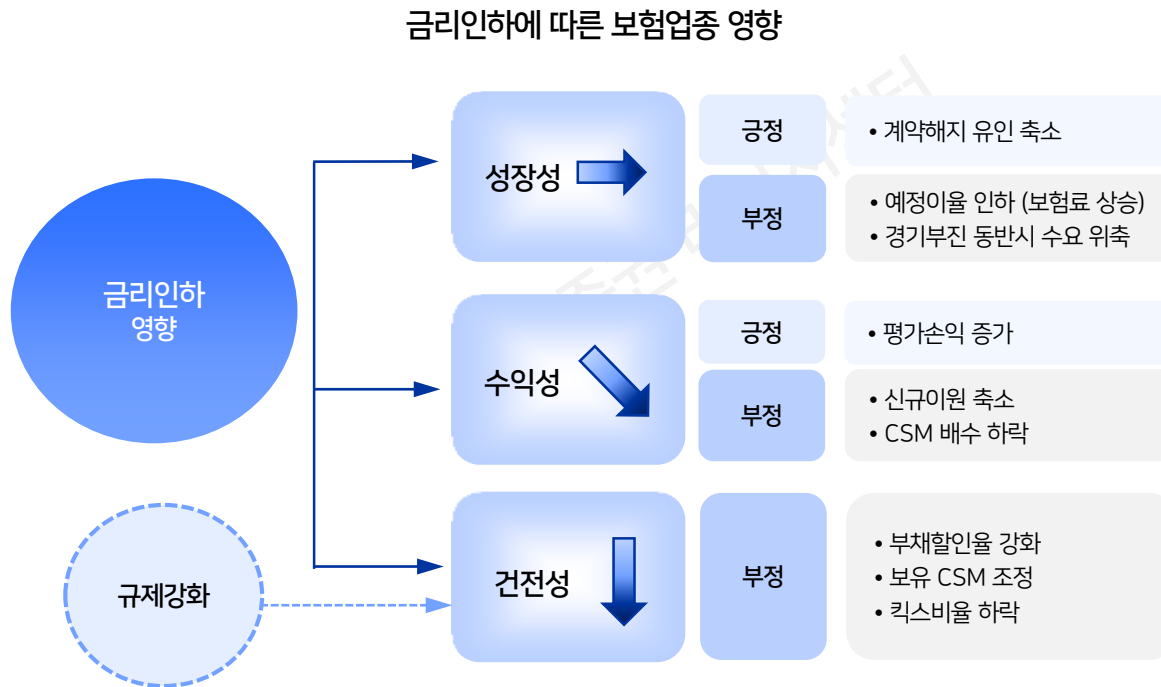 금리인하에 따른 보험업종 영향
금리인하
영향
규제강화
성장성
긍정
• 계약해지 유인 축소
부정
• 예정이율 인하 (보험료 상승)
• 경기부진 동반시 수요 위축
수익성
긍정
• 평가손익 증가
부정
• 신규이원 축소
• CSM 배수 하락
건전성
부정
• 부채할인율 강화
• 보유 CSM 조정
• 킥스비율 하락